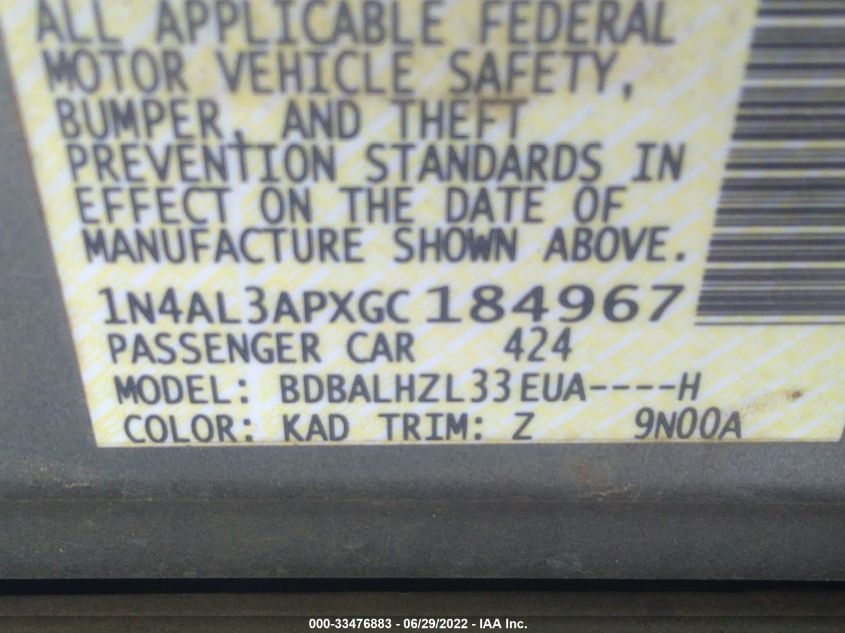 ALL APPLICABLE FEDERAL
MOTOR VEHICLE SAFETY,
BUMPER, AND THEFT
PREVENTION STANDARDS IN
EFFECT ON THE DATE OF
MANUFACTURE SHOWN ABOVE.
1N4AL3APXGC184967
PASSENGER CAR 424
MODEL: BDBALHZL33EUA----H
COLOR: KAD TRIM: Z 9N00A
000-33476883 - 06/29/2022 - IAA Inc.